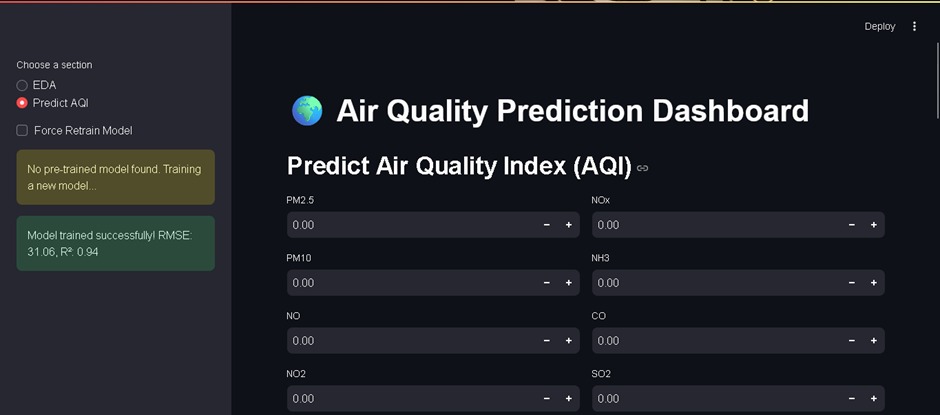 Deploy
Choose a section
EDA
Predict AQI
Force Retrain Model
No pre-trained model found. Training
a new model...
Model trained successfully! RMSE:
31.06, R²: 0.94
Air Quality Prediction Dashboard
Predict Air Quality Index (AQI)
PM2.5
0.00
NOx
0.00
PM10
0.00
NH3
0.00
NO
0.00
CO
0.00
NO2
0.00
SO2
0.00